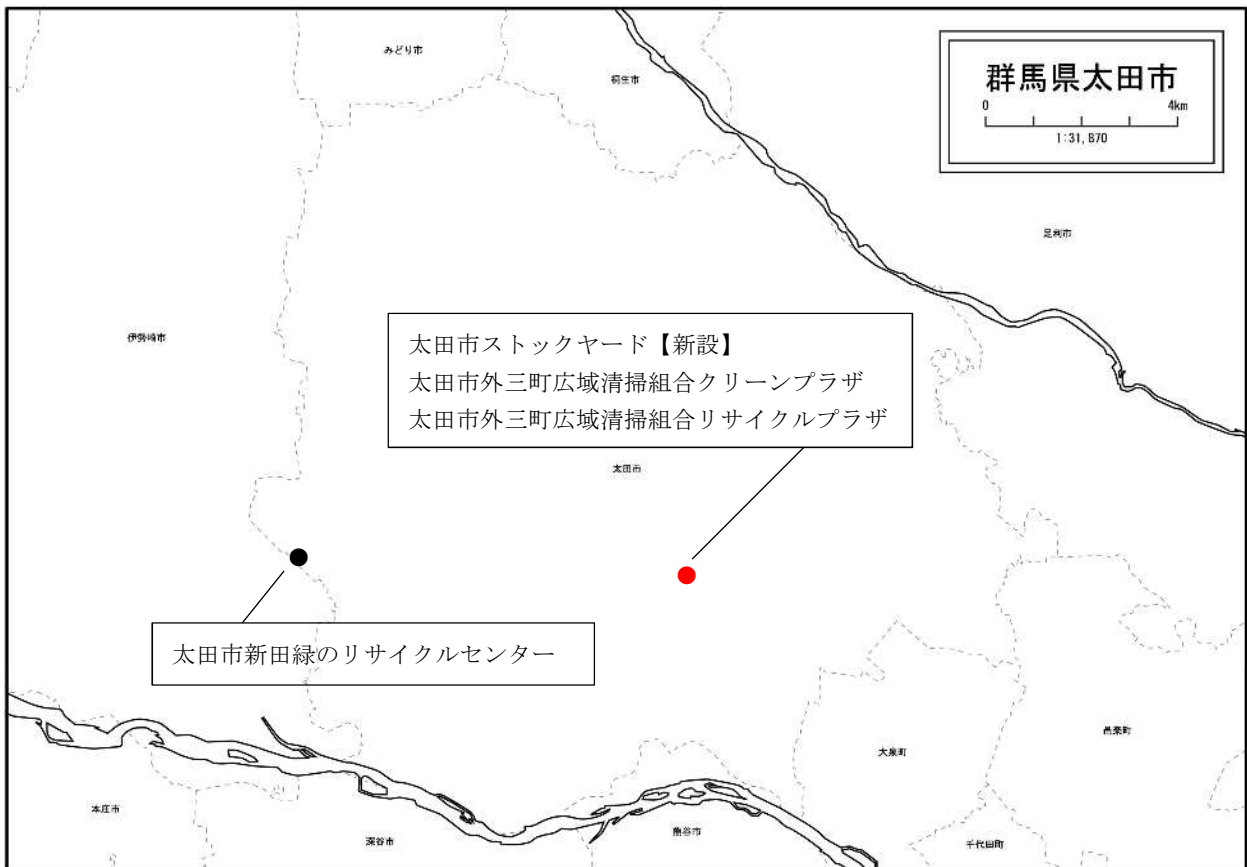 みどり市
桐生市
群馬県太田市
0 4km
1:31,870
足利市
伊勢崎市
太田市ストックヤード【新設】
太田市外三町広域清掃組合クリーンプラザ
太田市外三町広域清掃組合リサイクルプラザ
太田市
太田市新田緑のリサイクルセンター
大泉町
邑楽町
本庄市
深谷市
熊谷市
千代田町